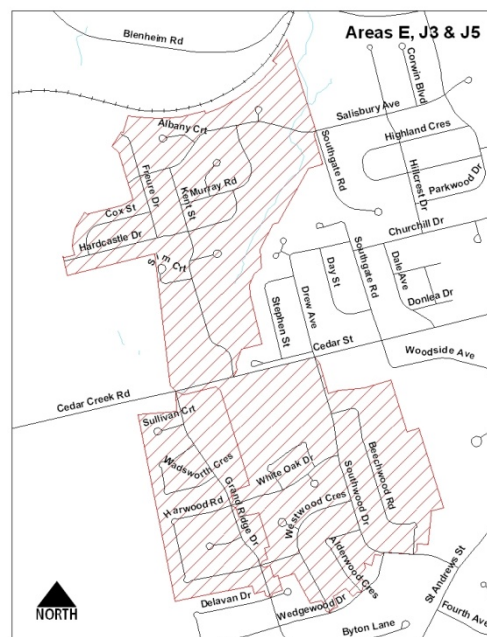 Areas E, J3 & J5
Blenheim Rd
Corwin Blvd
Salisbury Ave
Albany Crt
Highland Cres
Southgate Rd
Freure Dr
Hillcrest Dr
Parkwood Dr
Murray Rd
Kent St
Cox St
Churchill Dr
Hardcastle Dr
Southgate Rd
Day St
Dale Ave
Sim Crt
Drew Ave
Stephen St
Donlea Dr
Cedar St
Woodside Ave
Cedar Creek Rd
Sullivan Crt
Wadsworth Cres
White Oak Dr
Beechwood Rd
Southwood Dr
Grand Ridge Dr
Harwood Rd
Westwood Cres
Alderwood Cres
St Andrews St
Delavan Dr
Wedgewood Dr
Fourth Ave
Byton Lane
NORTH